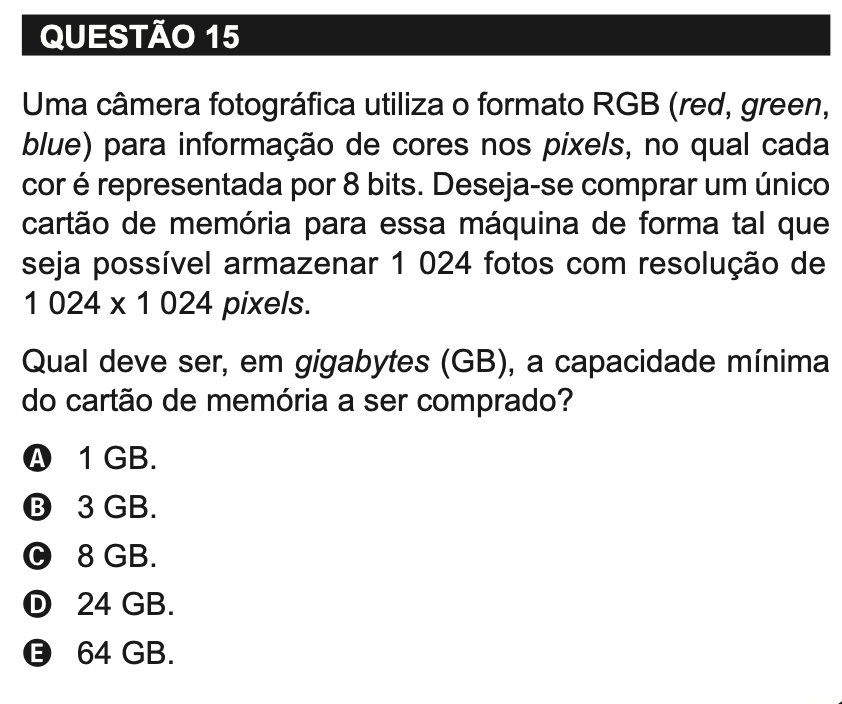 QUESTÃO 15
Uma câmera fotográfica utiliza o formato RGB (red, green,
blue) para informação de cores nos pixels, no qual cada
cor é representada por 8 bits. Deseja-se comprar um único
cartão de memória para essa máquina de forma tal que
seja possível armazenar 1 024 fotos com resolução de
1 024 x 1 024 pixels.
Qual deve ser, em gigabytes (GB), a capacidade mínima
do cartão de memória a ser comprado?
A 1 GB.
B 3 GB.
C 8 GB.
D 24 GB.
E 64 GB.